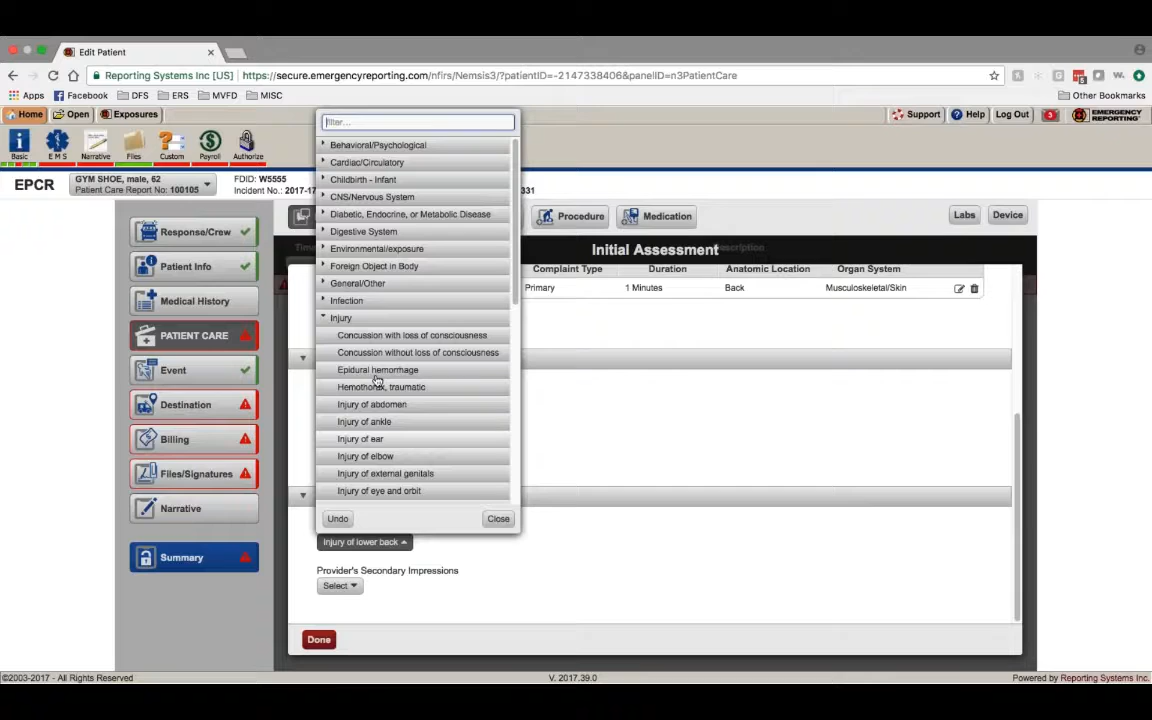 Edit Patient
Reporting Systems Inc [US] https://secure.emergencyreporting.com/nfirs/Nemsis3/?patientID=-2147338406&panelID=n3PatientCare
Apps Facebook DFS ERS MVFD MISC Other Bookmarks
Home Open Exposures Support Help Log Out EMERGENCY REPORTING
Basic EMS Narrative Files Custom Payroll Authorize
EPCR
GYM SHOE, male, 62
Patient Care Report No.: 100105
FDID: W5555
Incident No.: 2017-17
331
Response/Crew
Patient Info
Medical History
PATIENT CARE
Event
Destination
Billing
Files/Signatures
Narrative
Summary
Procedure Medication Labs Device
Initial Assessment
Complaint Type Duration Anatomic Location Organ System
Primary 1 Minutes Back Musculoskeletal/Skin
filter...
Behavioral/Psychological
Cardiac/Circulatory
Childbirth - Infant
CNS/Nervous System
Diabetic, Endocrine, or Metabolic Disease
Digestive System
Environmental/exposure
Foreign Object in Body
General/Other
Infection
Injury
Concussion with loss of consciousness
Concussion without loss of consciousness
Epidural hemorrhage
Hemothorax, traumatic
Injury of abdomen
Injury of ankle
Injury of ear
Injury of elbow
Injury of external genitals
Injury of eye and orbit
Undo Close
Injury of lower back
Provider's Secondary Impressions
Select
Done
©2003-2017 - All Rights Reserved V. 2017.39.0 Powered by Reporting Systems Inc.